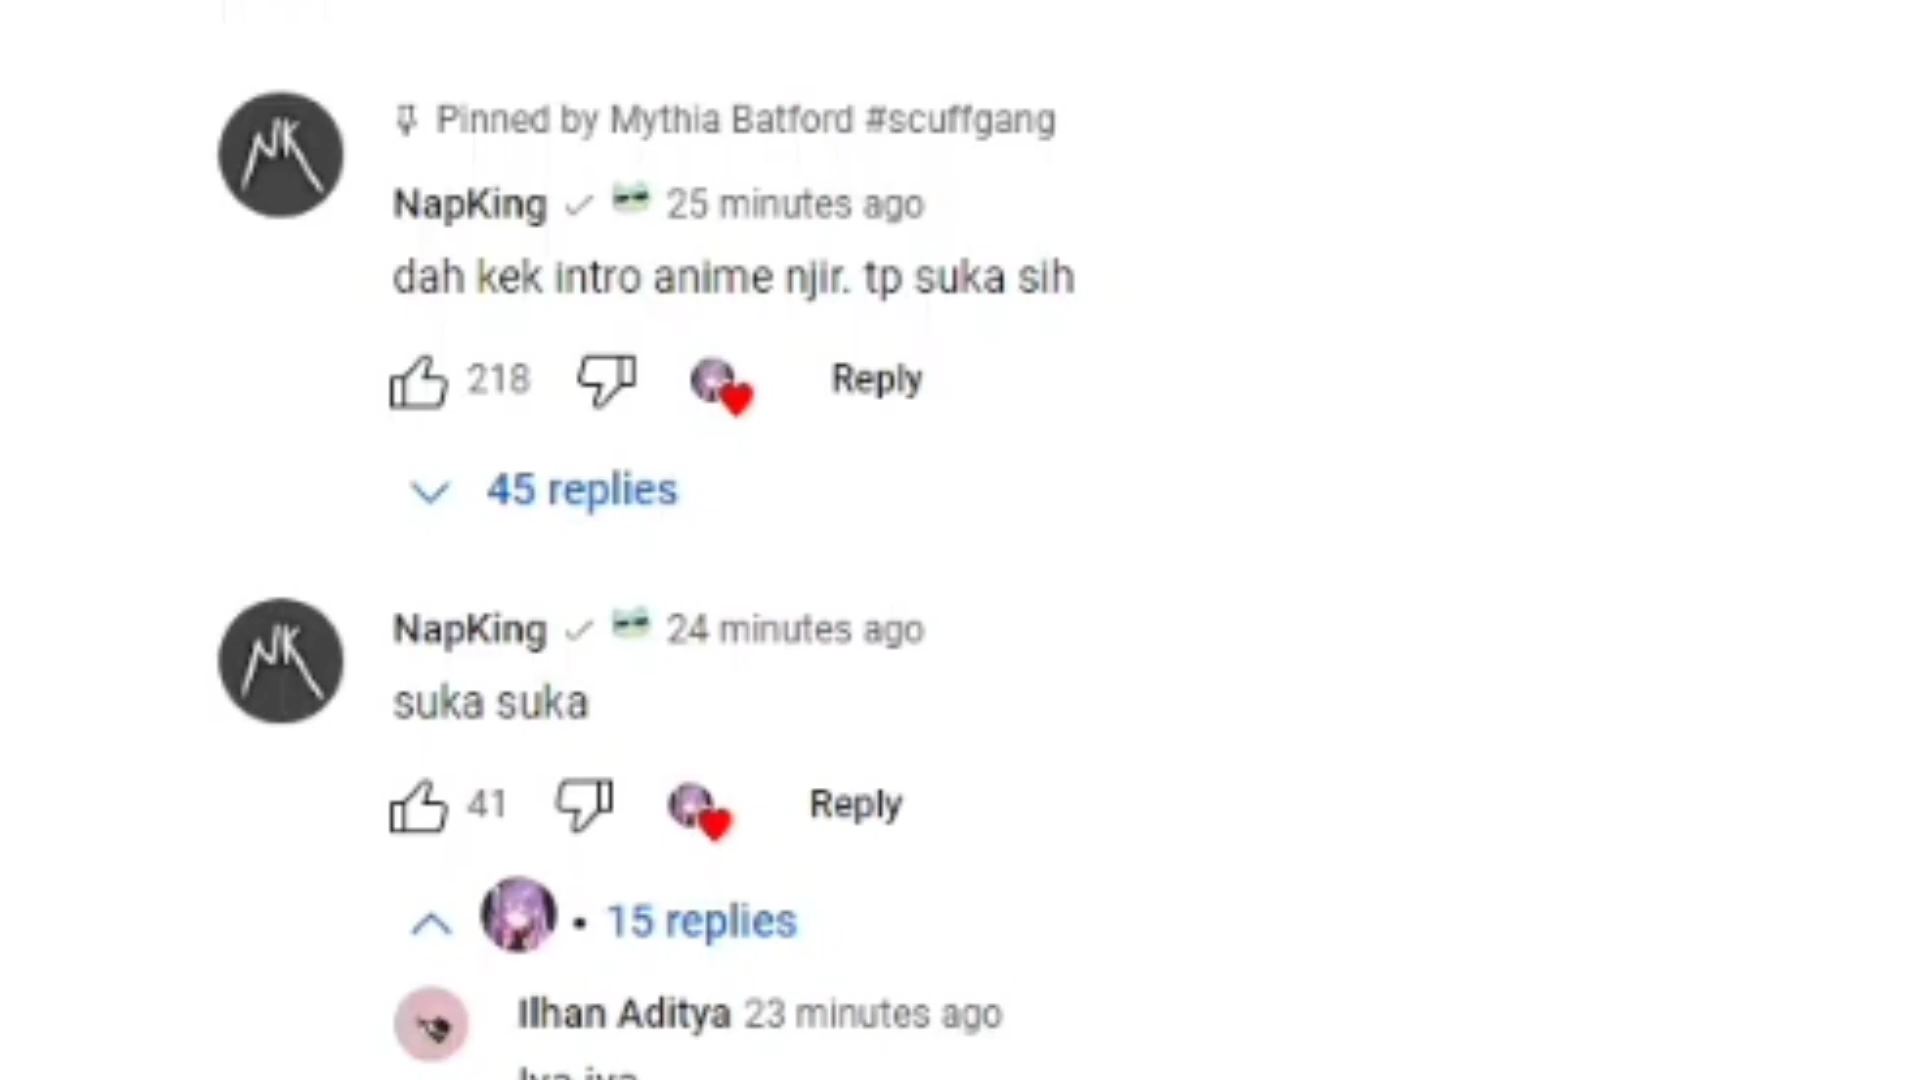 Pinned by Mythia Batford #scuffgang
NapKing 25 minutes ago
dah kek intro anime njir. tp suka sih
218 Reply
45 replies
NapKing 24 minutes ago
suka suka
41 Reply
• 15 replies
Ilhan Aditya 23 minutes ago